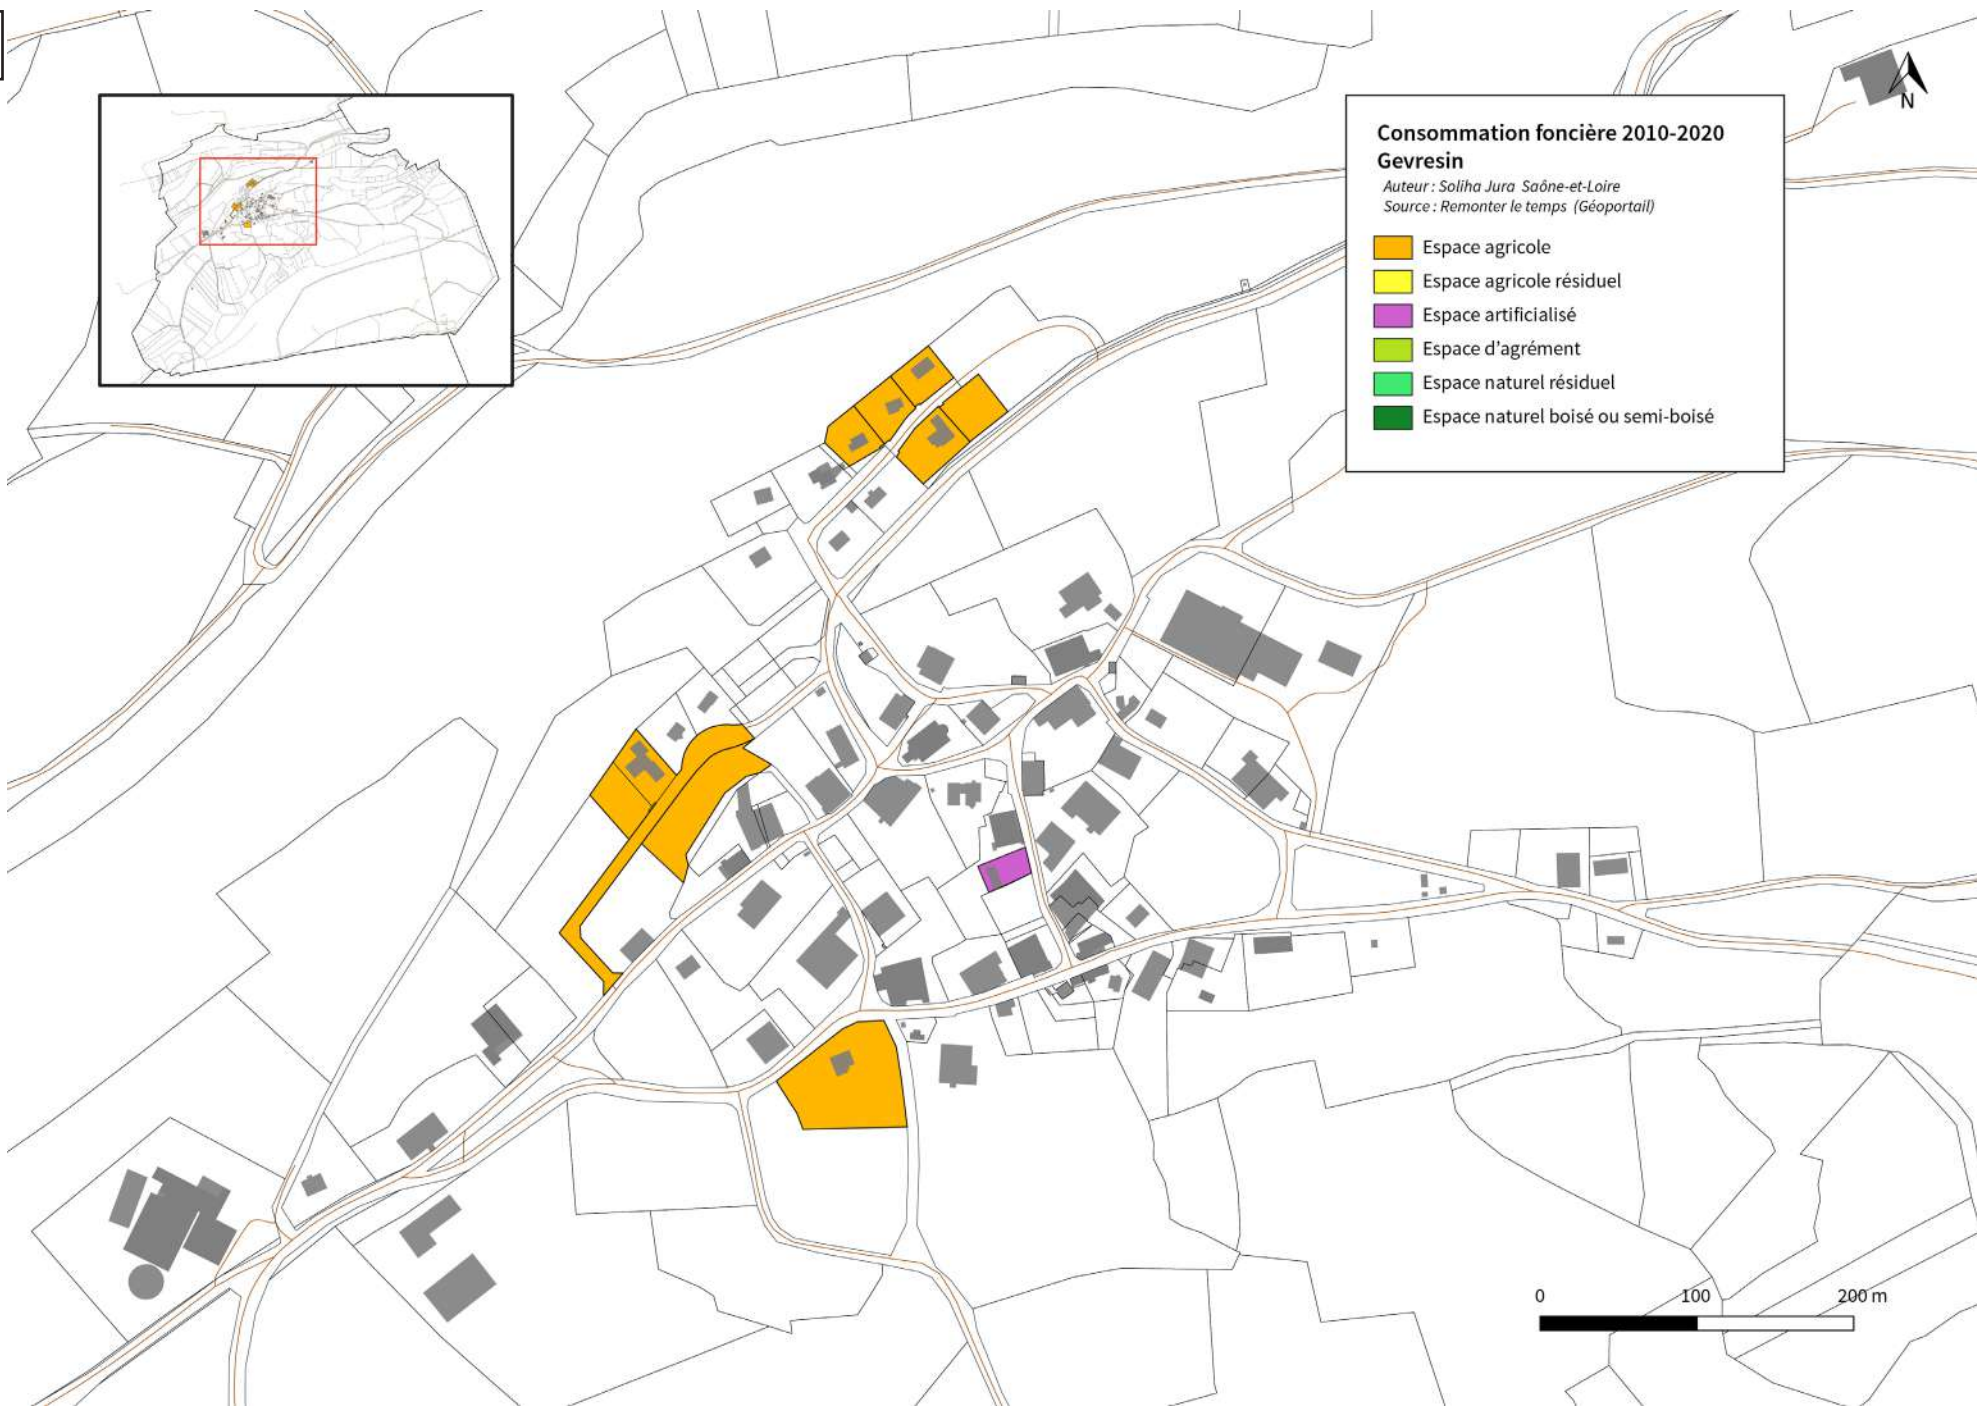 N
Consommation foncière 2010-2020
Gevresin
Auteur : Soliha Jura Saône-et-Loire
Source : Remonter le temps (Géoportail)
Espace agricole
Espace agricole résiduel
Espace artificialisé
Espace d'agrément
Espace naturel résiduel
Espace naturel boisé ou semi-boisé
0 100 200 m